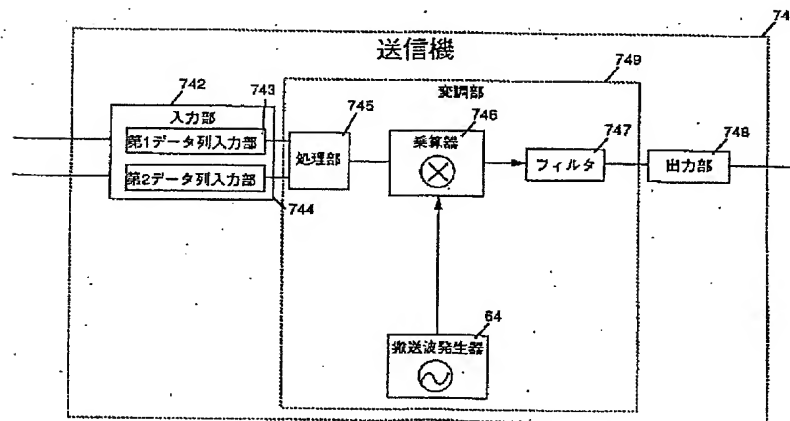 74
送信機
749
742
743
変調部
入力部
745
746
第1データ列入力部
処理部
乗算器
747
748
フィルタ
出力部
第2データ列入力部
744
64
搬送波発生器